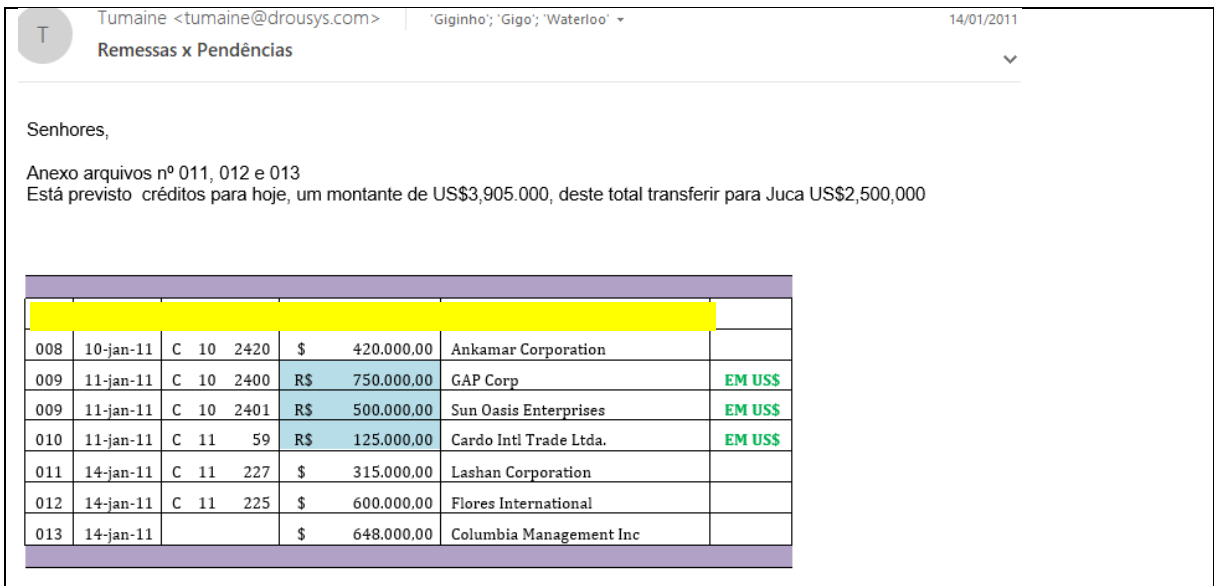 T
Tumaine <tumaine@drousys.com> 'Giginho'; 'Gigo'; 'Waterloo' 14/01/2011
Remessas x Pendências
Senhores,
Anexo arquivos nº 011, 012 e 013
Está previsto créditos para hoje, um montante de US$3,905.000, deste total transferir para Juca US$2,500,000
008 10-jan-11 C 10 2420 $ 420.000,00 Ankamar Corporation
009 11-jan-11 C 10 2400 R$ 750.000,00 GAP Corp EM US$
009 11-jan-11 C 10 2401 R$ 500.000,00 Sun Oasis Enterprises EM US$
010 11-jan-11 C 11 59 R$ 125.000,00 Cardo Intl Trade Ltda. EM US$
011 14-jan-11 C 11 227 $ 315.000,00 Lashan Corporation
012 14-jan-11 C 11 225 $ 600.000,00 Flores International
013 14-jan-11 $ 648.000,00 Columbia Management Inc